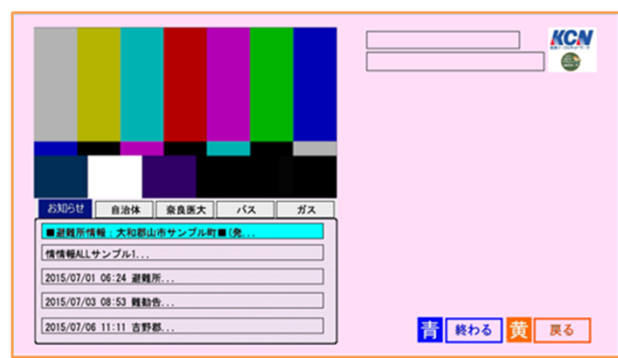 KCN
お知らせ 自治体 奈良医大 バス ガス
■避難所情報：大和郡山市サンプル町■(発...
情情報ALLサンプル1...
2015/07/01 06:24 避難所...
2015/07/03 08:53 難勧告...
2015/07/06 11:11 吉野郡...
青 終わる 黄 戻る